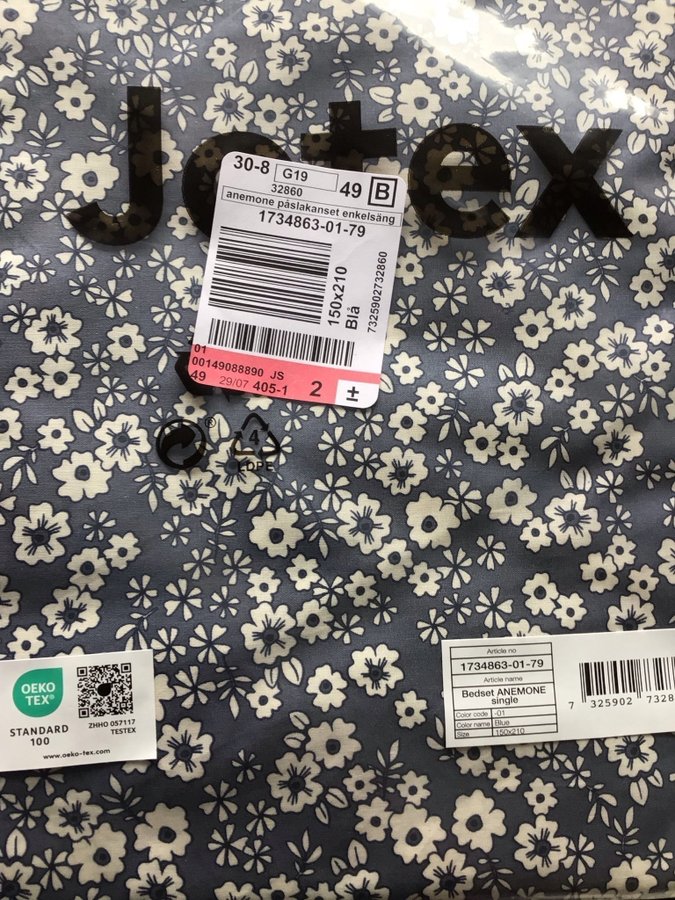 Jotex
30-8 G19 49 B
32860
anemone påslakanset enkelsäng
1734863-01-79
150x210
Blå
7325902732860
01
00149088890 JS
49 29/07 405-1 2 ±
®
4
LDPE
OEKO
TEX®
STANDARD
100
ZHHO 057117
TESTEX
www.oeko-tex.com
Article no
1734863-01-79
Article name
Bedset ANEMONE
single
Color code -01
Color name Blue
Size 150x210
7 325902 7328